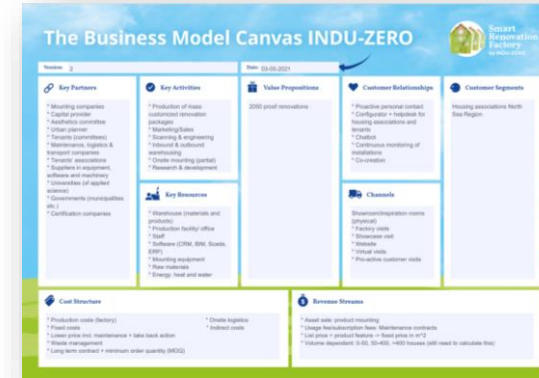 The Business Model Canvas INDU-ZERO
Smart
Renovation
Factory
by INDU-ZERO
Version: 3
Date: 03-05-2021
Key Partners
* Mounting companies
* Capital provider
* Aesthetics committee
* Urban planner
* Tenants (committees)
* Maintenance, logistics &
transport companies
* Tenants' associations
* Suppliers in equipment,
software and machinery
* Universities (of applied
science)
* Governments (municipalities
etc.)
* Certification companies
Key Activities
* Production of mass
customized renovation
packages
* Marketing/Sales
* Scanning & engineering
* Inbound & outbound
warehousing
* Onsite mounting (partial)
* Research & development
Key Resources
* Warehouse (materials and
products)
* Production facility/ office
* Staff
* Software (CRM, BIM, Scada,
ERP)
* Mounting equipment
* Raw materials
* Energy: heat and water
Value Propositions
2050 proof renovations
Customer Relationships
* Proactive personal contact
* Configurator + helpdesk for
housing associations and
tenants
* Chatbot
* Continuous monitoring of
installations
* Co-creation
Channels
Showroom/inspiration rooms
(physical)
* Factory visits
* Showcase visit
* Website
* Virtual visits
* Pro-active customer visits
Customer Segments
Housing associations North
Sea Region
Cost Structure
* Production costs (factory)
* Fixed costs
* Lower price incl. maintenance + take back action
* Waste management
* Long term contract + minimum order quantity (MOQ)
* Onsite logistics
* Indirect costs
Revenue Streams
* Asset sale: product mounting
* Usage fee/subscription fees: Maintenance contracts
* List price = product feature -> fixed price in m^2
* Volume dependent: 0-50, 50>400, >400 houses (still need to calculate this)